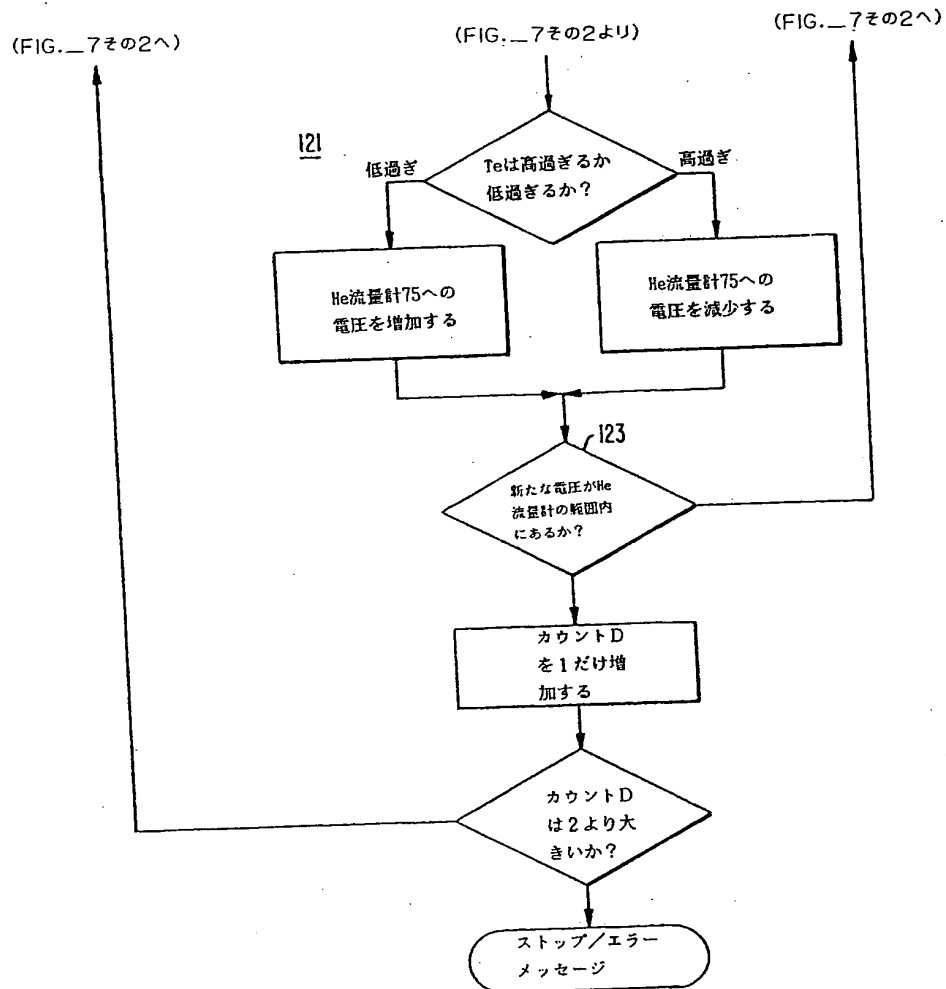 (FIG.＿7その2へ)
(FIG.＿7その2より)
(FIG.＿7その2へ)
121
低過ぎ
Teは高過ぎるか
低過ぎるか？
高過ぎ
He流量計75への
電圧を増加する
He流量計75への
電圧を減少する
123
新たな電圧がHe
流量計の範囲内
にあるか？
カウントD
を1だけ増
加する
カウントD
は2より大
きいか？
ストップ／エラー
メッセージ